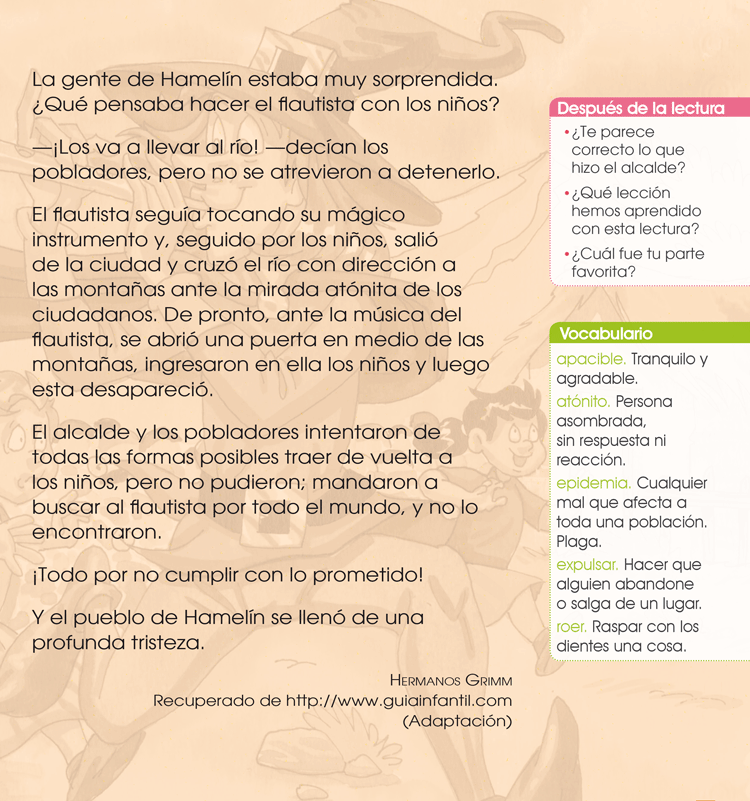 La gente de Hamelín estaba muy sorprendida.
¿Qué pensaba hacer el flautista con los niños?
—¡Los va a llevar al río! —decían los
pobladores, pero no se atrevieron a detenerlo.
El flautista seguía tocando su mágico
instrumento y, seguido por los niños, salió
de la ciudad y cruzó el río con dirección a
las montañas ante la mirada atónita de los
ciudadanos. De pronto, ante la música del
flautista, se abrió una puerta en medio de las
montañas, ingresaron en ella los niños y luego
esta desapareció.
El alcalde y los pobladores intentaron de
todas las formas posibles traer de vuelta a
los niños, pero no pudieron; mandaron a
buscar al flautista por todo el mundo, y no lo
encontraron.
¡Todo por no cumplir con lo prometido!
Y el pueblo de Hamelín se llenó de una
profunda tristeza.
HERMANOS GRIMM
Recuperado de http://www.guiainfantil.com
(Adaptación)
Después de la lectura
• ¿Te parece
correcto lo que
hizo el alcalde?
• ¿Qué lección
hemos aprendido
con esta lectura?
• ¿Cuál fue tu parte
favorita?
Vocabulario
apacible. Tranquilo y
agradable.
atónito. Persona
asombrada,
sin respuesta ni
reacción.
epidemia. Cualquier
mal que afecta a
toda una población.
Plaga.
expulsar. Hacer que
alguien abandone
o salga de un lugar.
roer. Raspar con los
dientes una cosa.